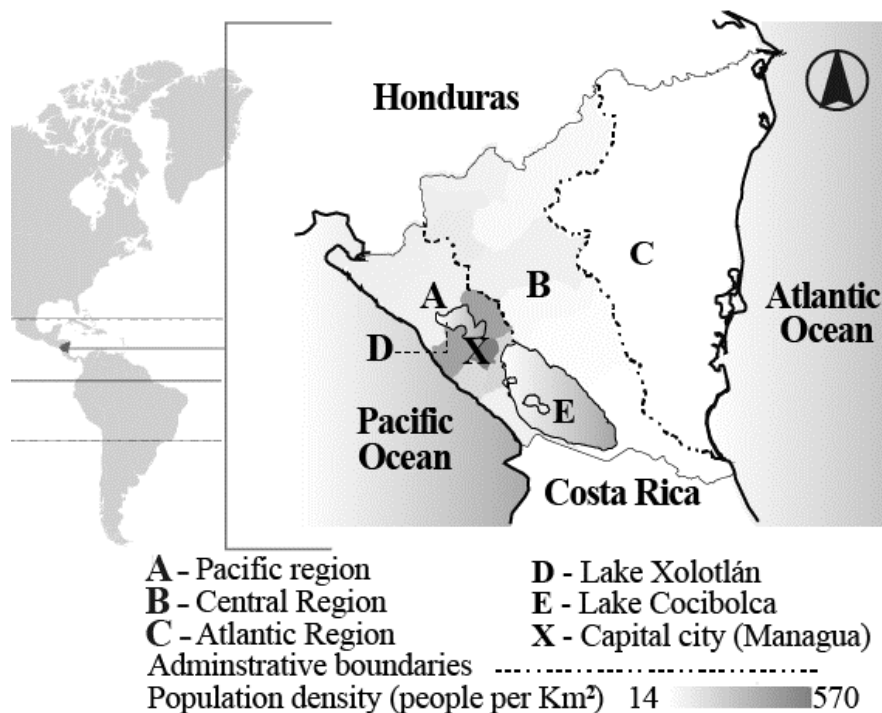 Honduras
C
B
A
Atlantic
Ocean
D
X
E
Pacific
Ocean
Costa Rica
A - Pacific region
B - Central Region
C - Atlantic Region
D - Lake Xolotlán
E - Lake Cocibolca
X - Capital city (Managua)
Adminstrative boundaries
Population density (people per Km²) 14 570